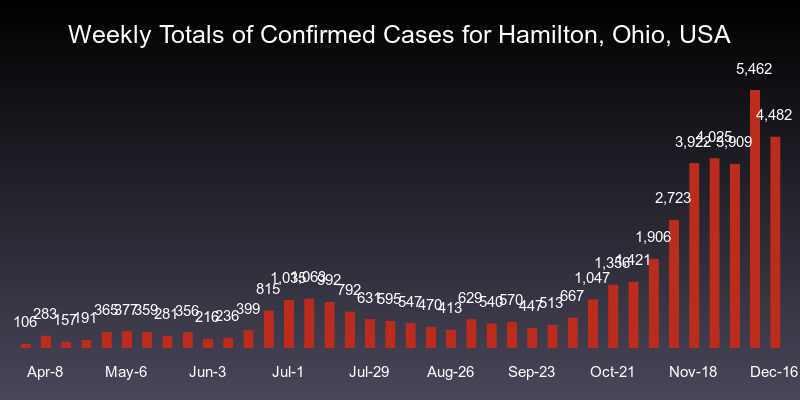 Weekly Totals of Confirmed Cases for Hamilton, Ohio, USA
106 283 157 191 365 377 359 281 356 216 236 399 815 1,035 1,063 992 792 631 595 547 470 413 629 540 570 447 513 667 1,047 1,356 1,421 1,906 2,723 3,922 4,025 3,909 5,462 4,482
Apr-8 May-6 Jun-3 Jul-1 Jul-29 Aug-26 Sep-23 Oct-21 Nov-18 Dec-16